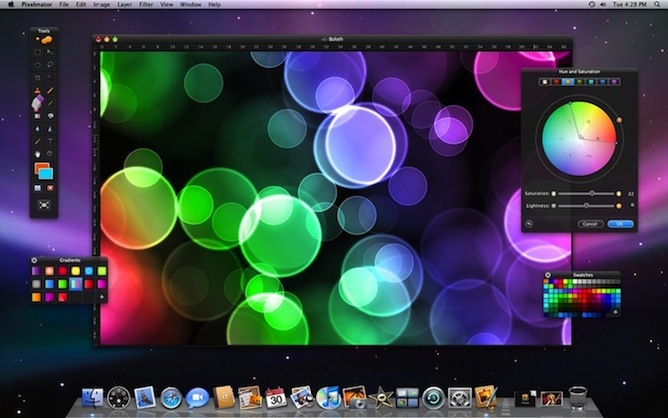 Pixelmator File Edit Image Layer Filter View Window Help
Tue 4:28 PM
Tools
Bokeh
Hue and Saturation
Saturation: 22
Lightness: 0
Cancel OK
Gradients
Swatches
30